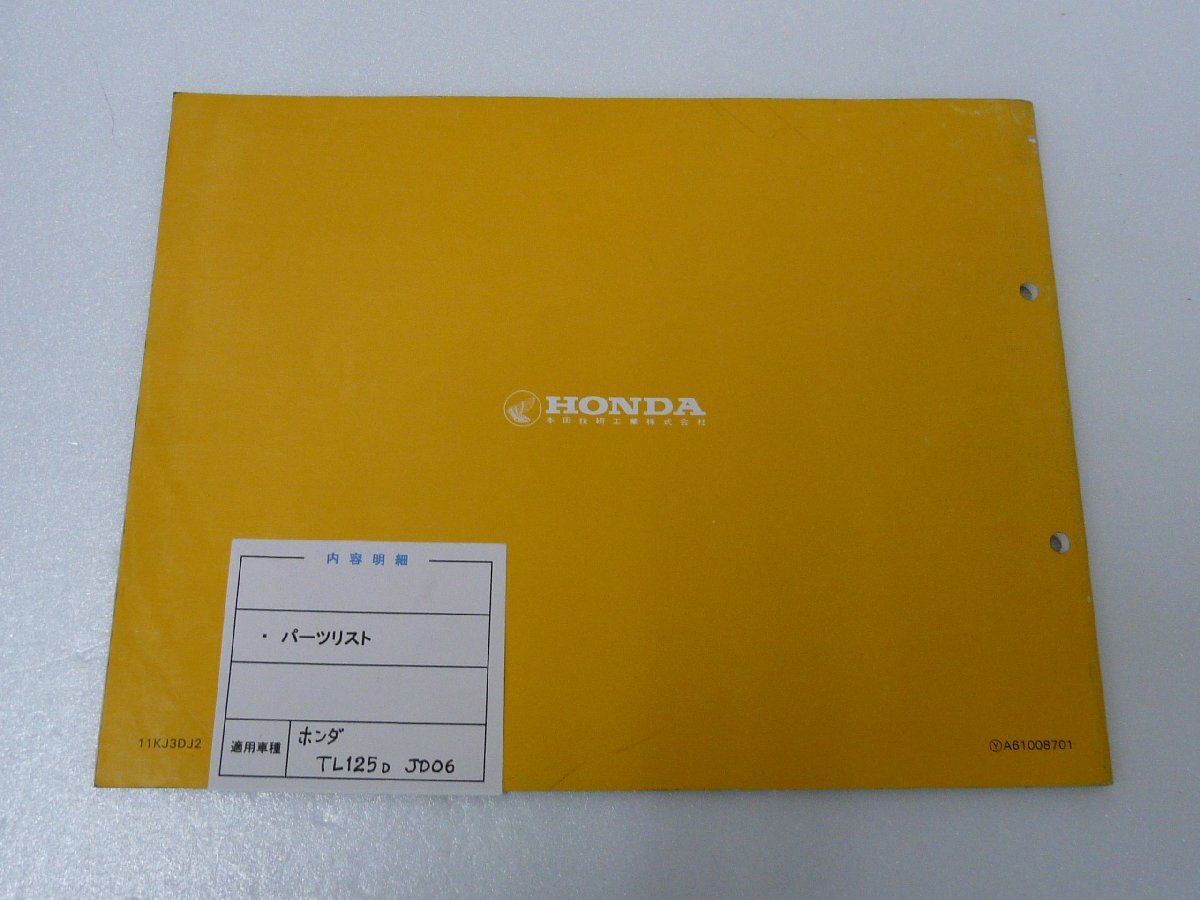 HONDA
本田技研工業株式会社
内容明細
・ パーツリスト
適用車種
ホンダ
TL125D JD06
11KJ3DJ2
ⓎA61008701